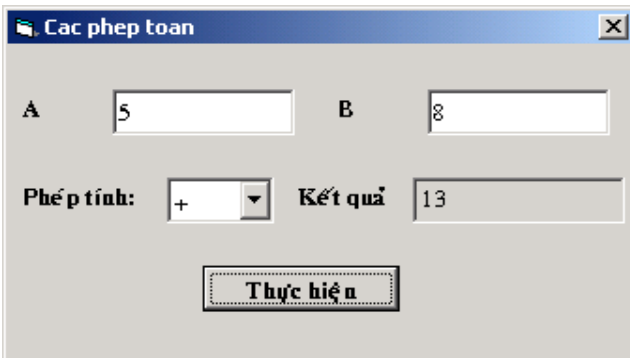 Cac phep toan
A 5 B 8
Phép tính: + Kết quả 13
Thực hiện